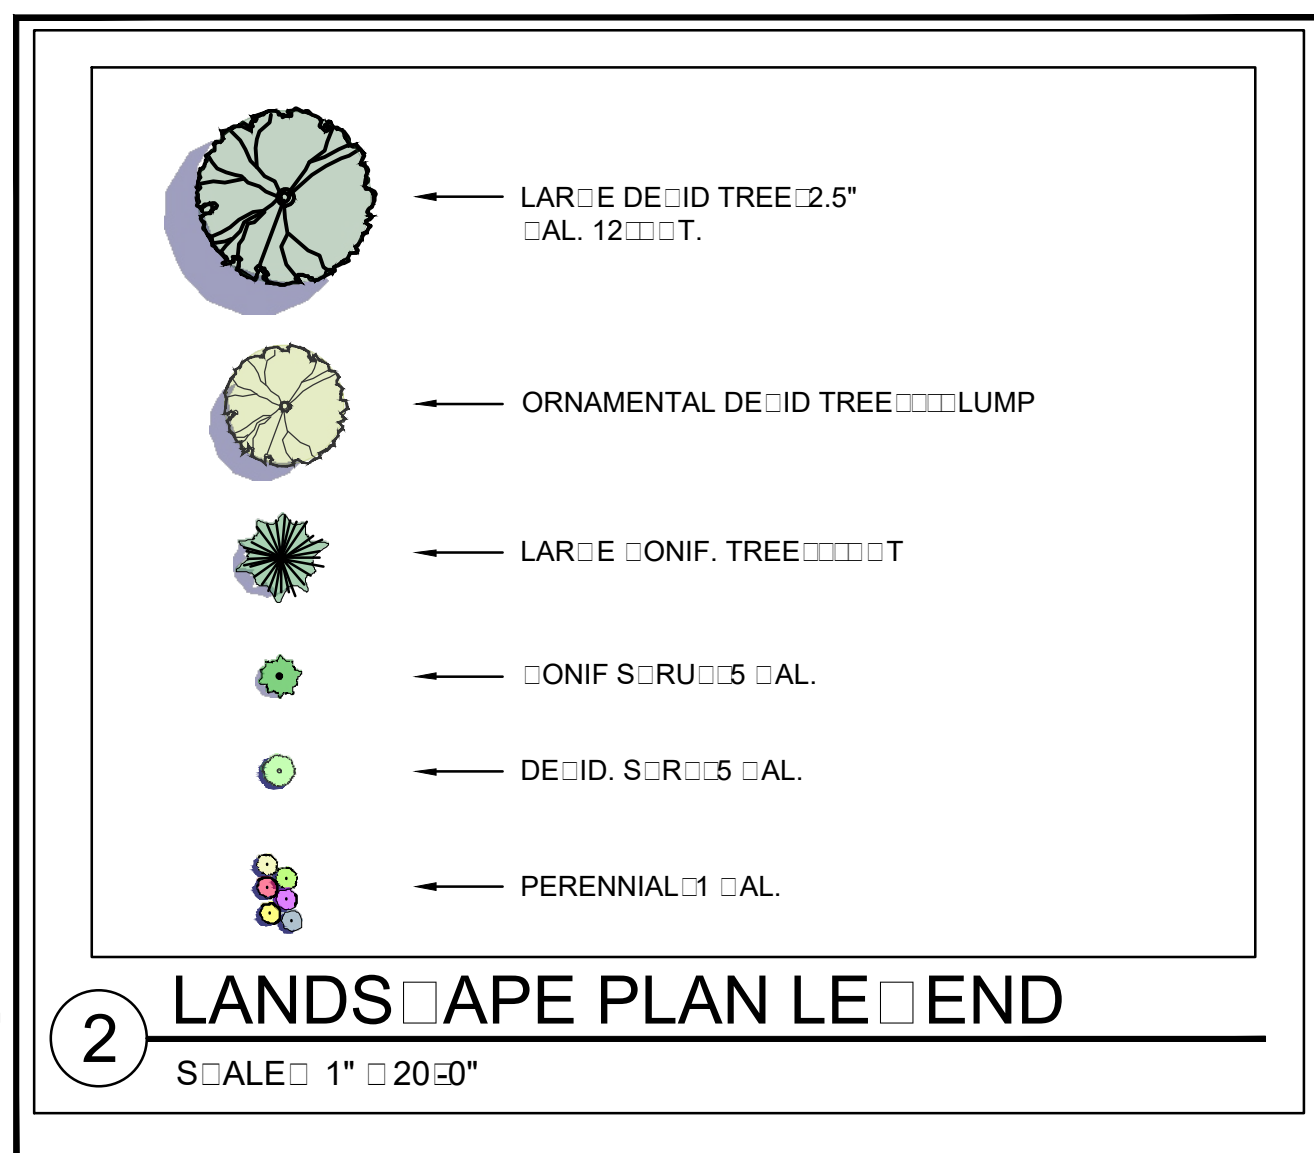 LAR□E DE□ID TREE□2.5"
□AL. 12□□□T.
ORNAMENTAL DE□ID TREE□□□□LUMP
LAR□E □ONIF. TREE□□□□□T
□ONIF S□RU□□5 □AL.
DE□ID. S□R□□5 □AL.
PERENNIAL□1 □AL.
LANDS□APE PLAN LE□END
2
S□ALE□ 1" □ 20□-0"